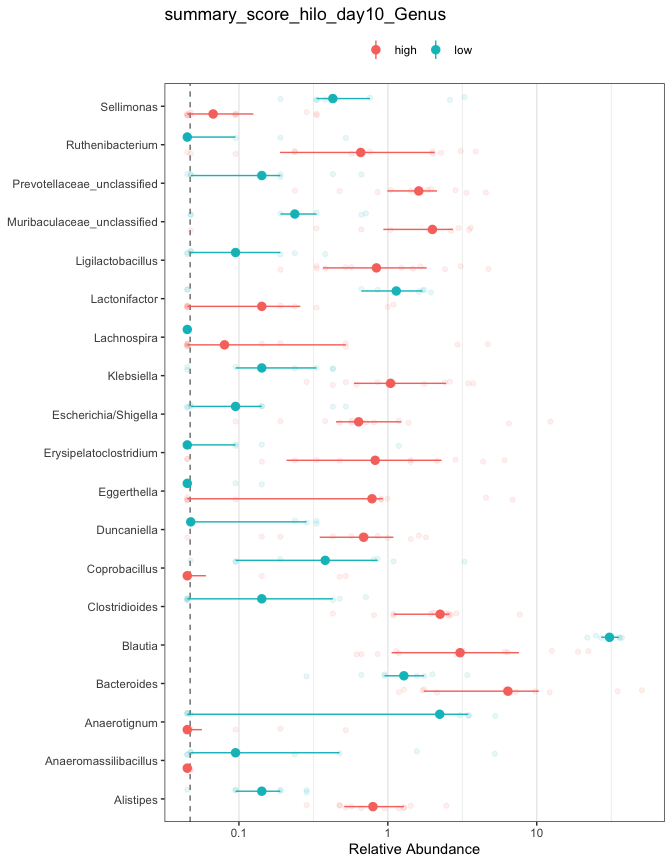 summary_score_hilo_day10_Genus
high low
Sellimonas
Ruthenibacterium
Prevotellaceae_unclassified
Muribaculaceae_unclassified
Ligilactobacillus
Lactonifactor
Lachnospira
Klebsiella
Escherichia/Shigella
Erysipelatoclostridium
Eggerthella
Duncaniella
Coprobacillus
Clostridioides
Blautia
Bacteroides
Anaerotignum
Anaeromassilibacillus
Alistipes
0.1 1 10
Relative Abundance